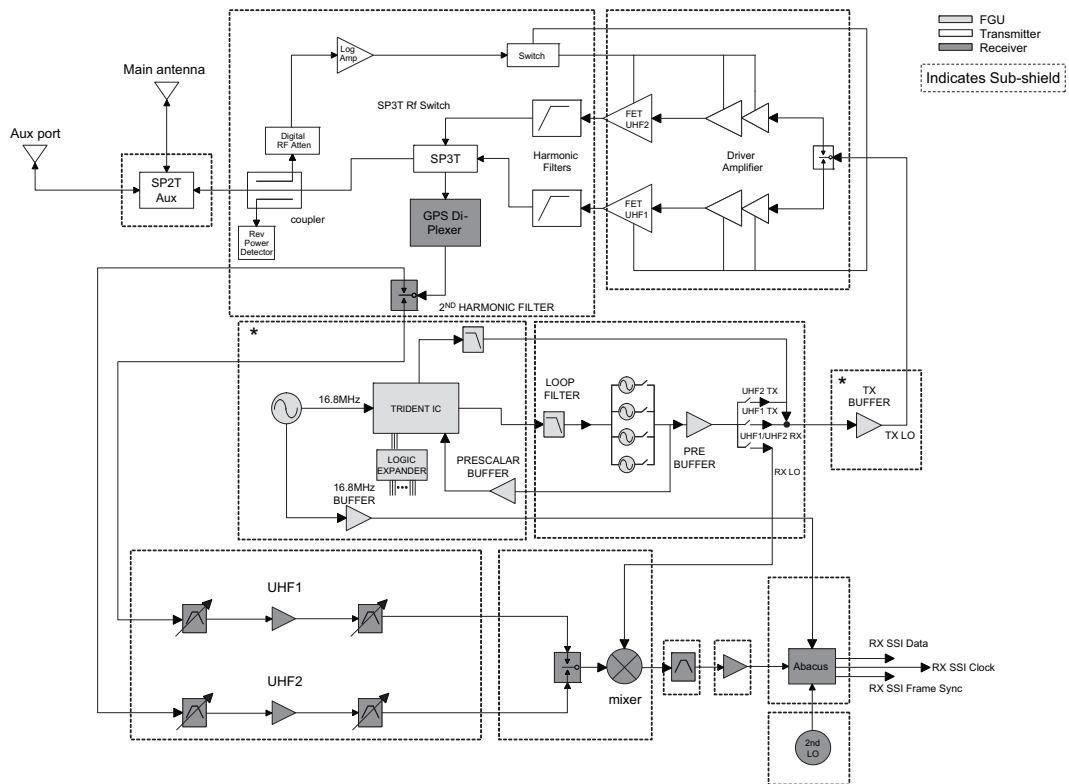 FGU
Transmitter
Receiver
Indicates Sub-shield
Log
Amp
Switch
Main antenna
Aux port
SP3T Rf Switch
FET
UHF2
Digital
RF Atten
SP3T
Harmonic
Filters
Driver
Amplifier
SP2T
Aux
coupler
FET
UHF1
GPS Di-
Plexer
Rev
Power
Detector
2ND HARMONIC FILTER
*
*
16.8MHz
TRIDENT IC
LOOP
FILTER
UHF2 TX
UHF1 TX
UHF1/UHF2 RX
TX
BUFFER
TX LO
LOGIC
EXPANDER
PRESCALAR
BUFFER
PRE
BUFFER
RX LO
16.8MHz
BUFFER
UHF1
UHF2
mixer
Abacus
RX SSI Data
RX SSI Clock
RX SSI Frame Sync
2nd
LO